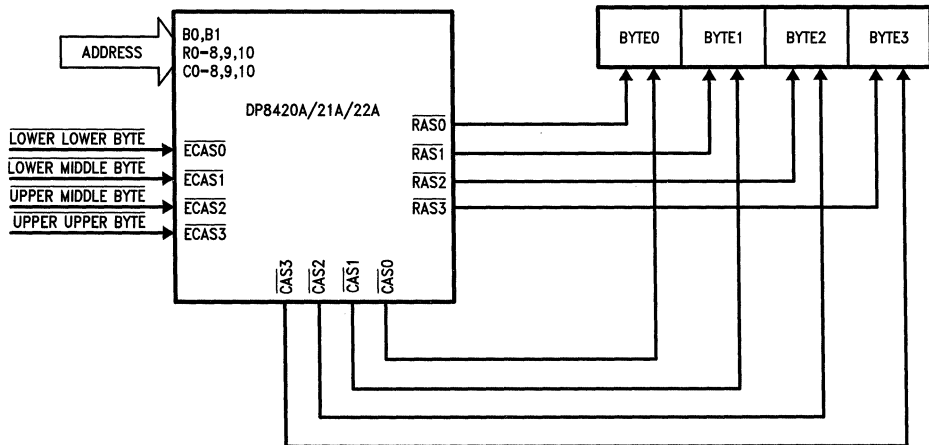 ADDRESS
B0,B1
R0-8,9,10
C0-8,9,10
DP8420A/21A/22A
BYTE0 BYTE1 BYTE2 BYTE3
LOWER LOWER BYTE
LOWER MIDDLE BYTE
UPPER MIDDLE BYTE
UPPER UPPER BYTE
ECAS0
ECAS1
ECAS2
ECAS3
RAS0
RAS1
RAS2
RAS3
CAS3
CAS2
CAS1
CAS0